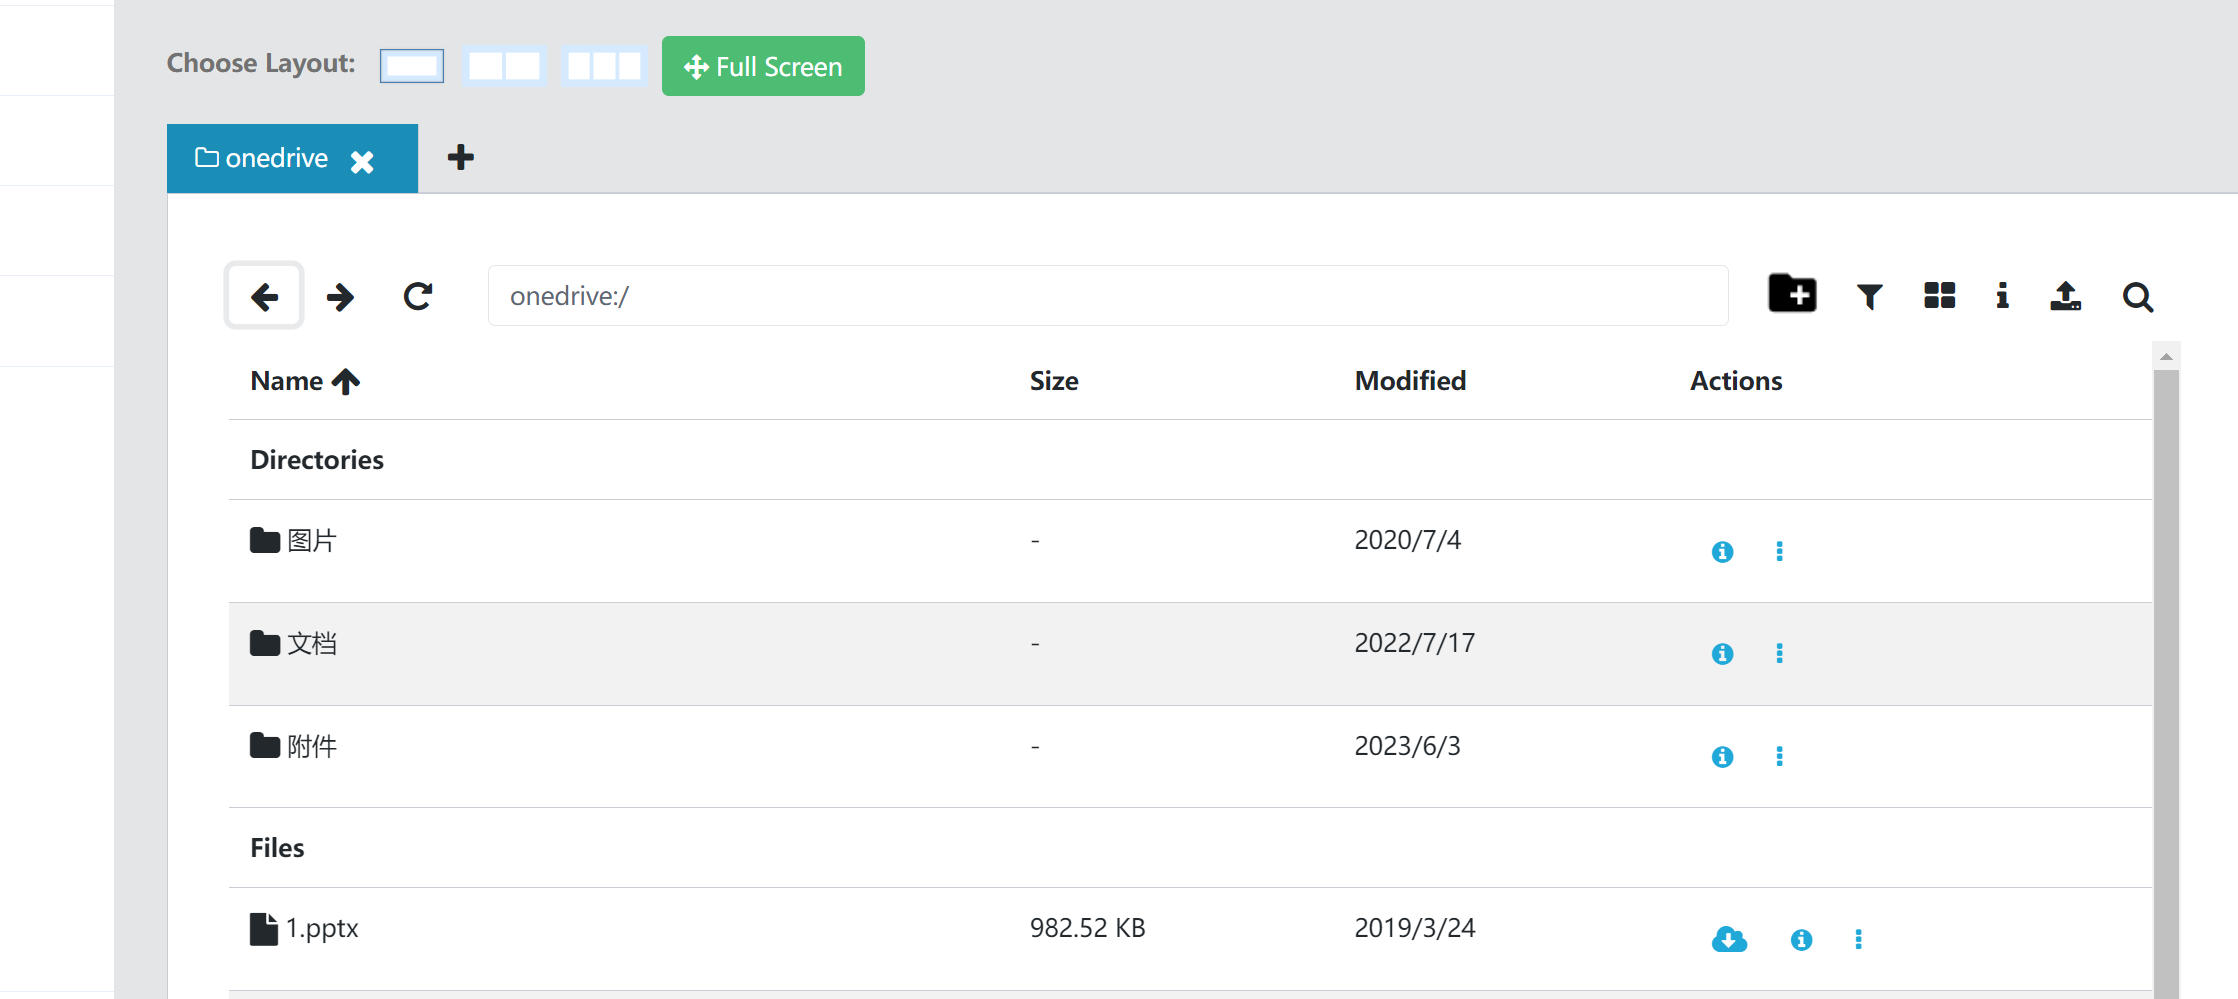 Choose Layout: Full Screen
onedrive
onedrive:/
Name Size Modified Actions
Directories
图片 - 2020/7/4
文档 - 2022/7/17
附件 - 2023/6/3
Files
1.pptx 982.52 KB 2019/3/24